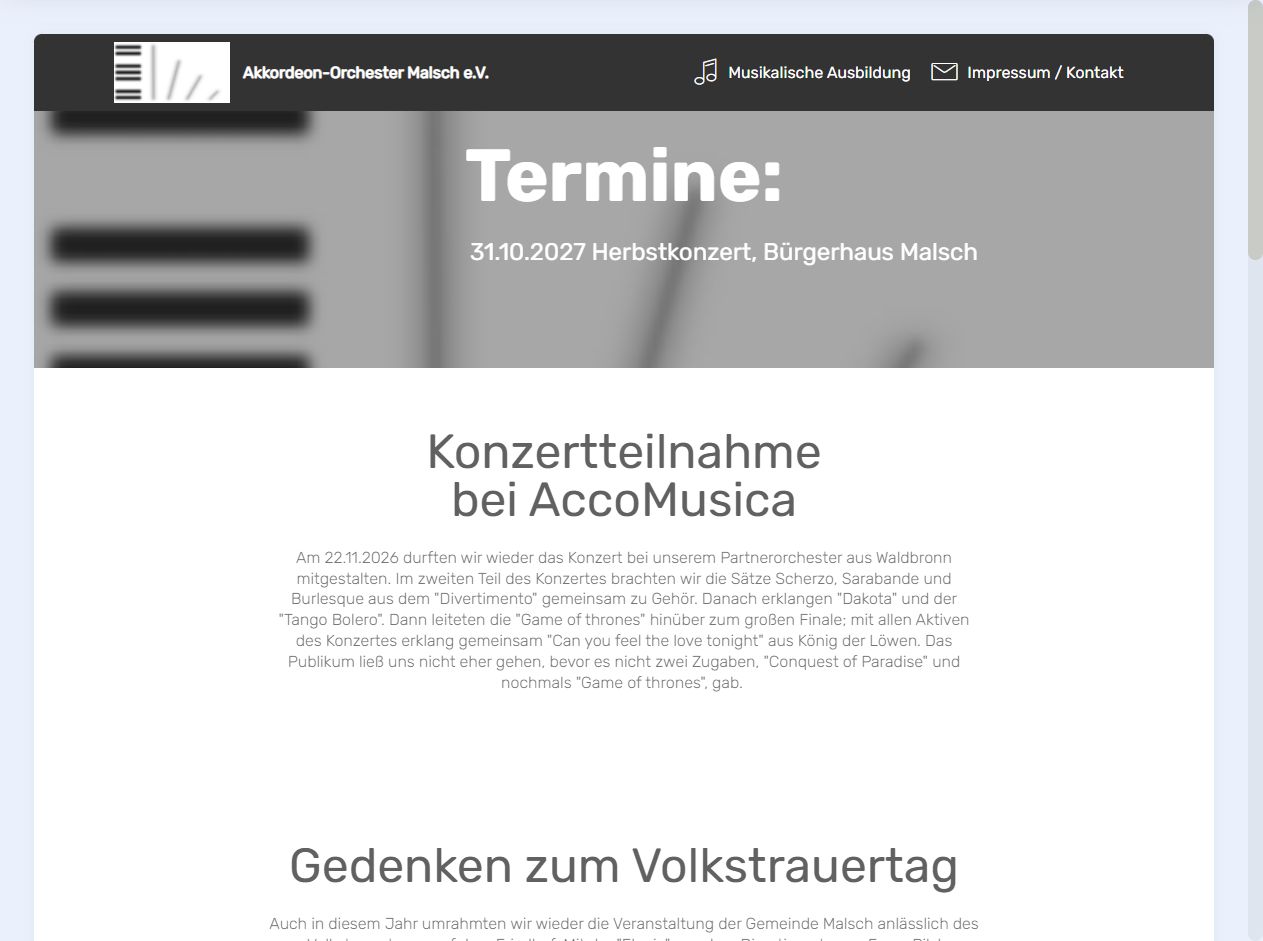 Akkordeon-Orchester Malsch e.V.
Musikalische Ausbildung
Impressum / Kontakt
Termine:
31.10.2027 Herbstkonzert, Bürgerhaus Malsch
Konzertteilnahme
bei AccoMusica
Am 22.11.2026 durften wir wieder das Konzert bei unserem Partnerorchester aus Waldbronn
mitgestalten. Im zweiten Teil des Konzertes brachten wir die Sätze Scherzo, Sarabande und
Burlesque aus dem "Divertimento" gemeinsam zu Gehör. Danach erklangen "Dakota" und der
"Tango Bolero". Dann leiteten die "Game of thrones" hinüber zum großen Finale; mit allen Aktiven
des Konzertes erklang gemeinsam "Can you feel the love tonight" aus König der Löwen. Das
Publikum ließ uns nicht eher gehen, bevor es nicht zwei Zugaben, "Conquest of Paradise" und
nochmals "Game of thrones", gab.
Gedenken zum Volkstrauertag
Auch in diesem Jahr umrahmten wir wieder die Veranstaltung der Gemeinde Malsch anlässlich des